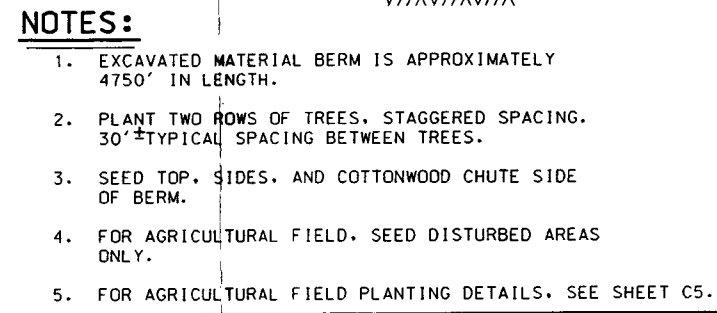 NOTES:
1. EXCAVATED MATERIAL BERM IS APPROXIMATELY
4750' IN LENGTH.
2. PLANT TWO ROWS OF TREES, STAGGERED SPACING.
30'±TYPICAL SPACING BETWEEN TREES.
3. SEED TOP, SIDES, AND COTTONWOOD CHUTE SIDE
OF BERM.
4. FOR AGRICULTURAL FIELD, SEED DISTURBED AREAS
ONLY.
5. FOR AGRICULTURAL FIELD PLANTING DETAILS, SEE SHEET C5.